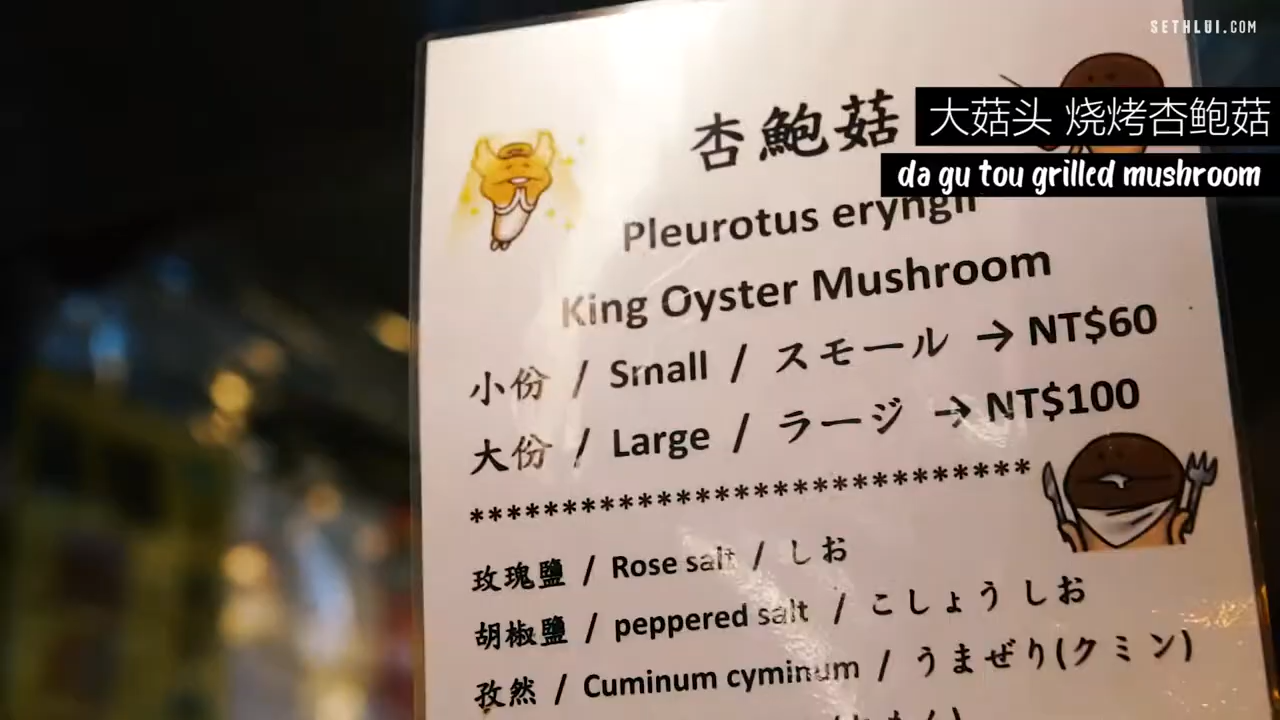 SETHLUI.COM
大菇头 烧烤杏鲍菇
da gu tou grilled mushroom
杏鮑菇
Pleurotus eryngii
King Oyster Mushroom
小份 / Small / スモール → NT$60
大份 / Large / ラージ → NT$100
*******************************
玫瑰鹽 / Rose salt / しお
胡椒鹽 / peppered salt / こしょう しお
孜然 / Cuminum cyminum / うまぜり(クミン)